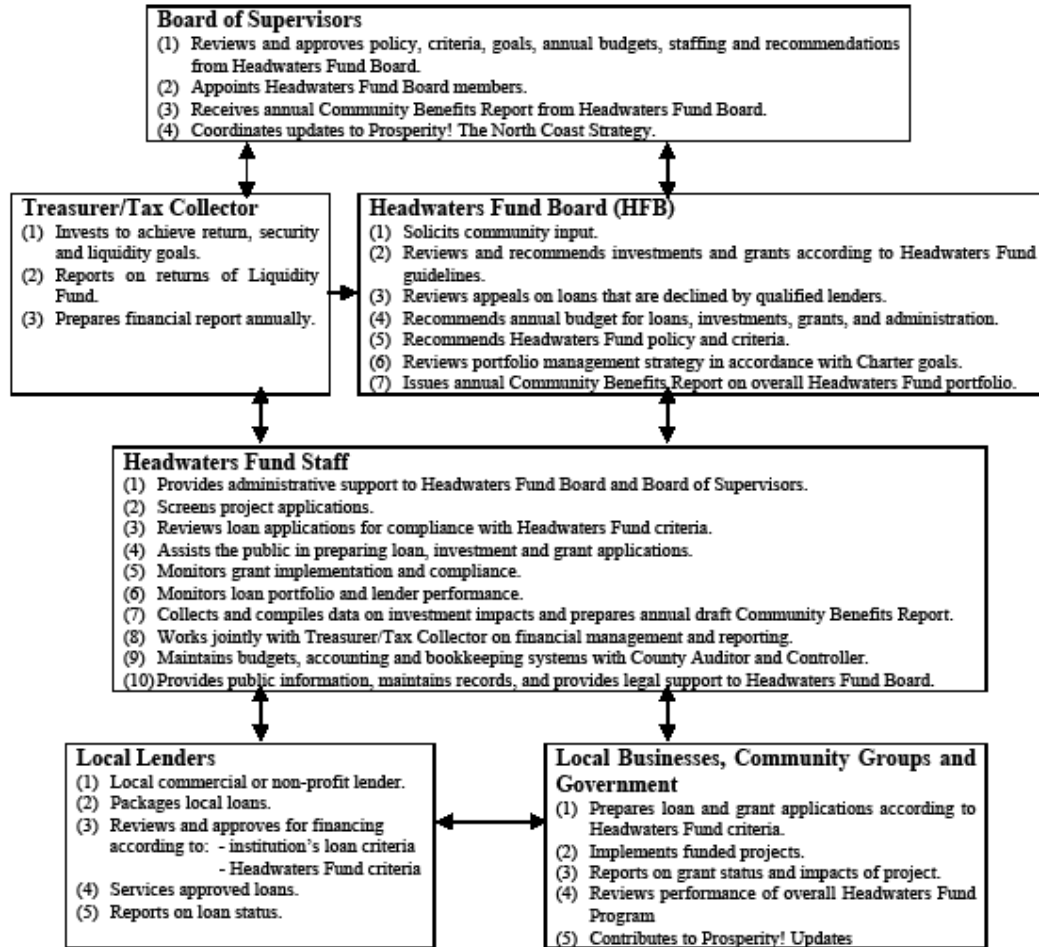 Board of Supervisors
(1) Reviews and approves policy, criteria, goals, annual budgets, staffing and recommendations
from Headwaters Fund Board.
(2) Appoints Headwaters Fund Board members.
(3) Receives annual Community Benefits Report from Headwaters Fund Board.
(4) Coordinates updates to Prosperity! The North Coast Strategy.
Treasurer/Tax Collector
(1) Invests to achieve return, security
and liquidity goals.
(2) Reports on returns of Liquidity
Fund.
(3) Prepares financial report annually.
Headwaters Fund Board (HFB)
(1) Solicits community input.
(2) Reviews and recommends investments and grants according to Headwaters Fund
guidelines.
(3) Reviews appeals on loans that are declined by qualified lenders.
(4) Recommends annual budget for loans, investments, grants, and administration.
(5) Recommends Headwaters Fund policy and criteria.
(6) Reviews portfolio management strategy in accordance with Charter goals.
(7) Issues annual Community Benefits Report on overall Headwaters Fund portfolio.
Headwaters Fund Staff
(1) Provides administrative support to Headwaters Fund Board and Board of Supervisors.
(2) Screens project applications.
(3) Reviews loan applications for compliance with Headwaters Fund criteria.
(4) Assists the public in preparing loan, investment and grant applications.
(5) Monitors grant implementation and compliance.
(6) Monitors loan portfolio and lender performance.
(7) Collects and compiles data on investment impacts and prepares annual draft Community Benefits Report.
(8) Works jointly with Treasurer/Tax Collector on financial management and reporting.
(9) Maintains budgets, accounting and bookkeeping systems with County Auditor and Controller.
(10) Provides public information, maintains records, and provides legal support to Headwaters Fund Board.
Local Lenders
(1) Local commercial or non-profit lender.
(2) Packages local loans.
(3) Reviews and approves for financing
according to: - institution's loan criteria
- Headwaters Fund criteria
(4) Services approved loans.
(5) Reports on loan status.
Local Businesses, Community Groups and
Government
(1) Prepares loan and grant applications according to
Headwaters Fund criteria.
(2) Implements funded projects.
(3) Reports on grant status and impacts of project.
(4) Reviews performance of overall Headwaters Fund
Program
(5) Contributes to Prosperity! Updates